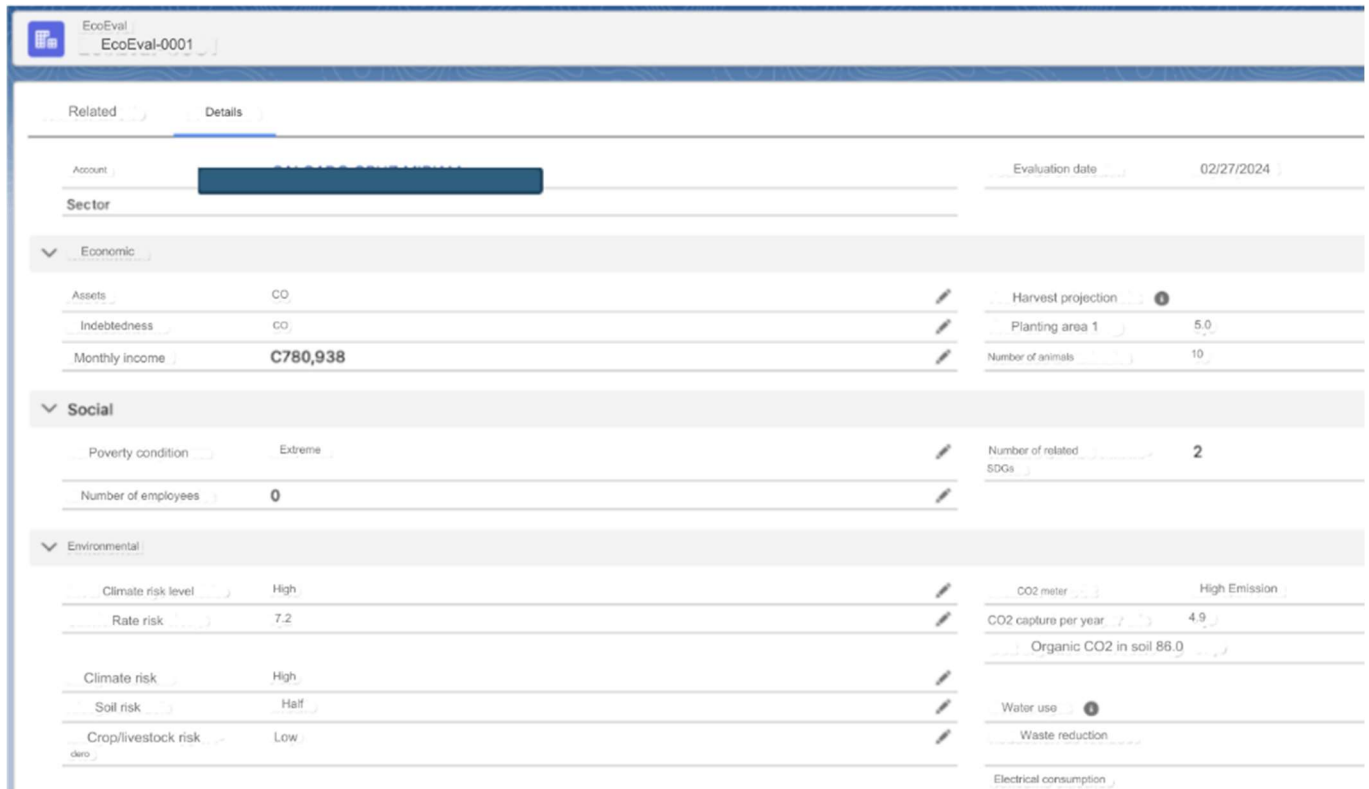 EcoEval
EcoEval-0001
Related Details
Account
Evaluation date 02/27/2024
Sector
Economic
Assets CO
Harvest projection
Indebtedness CO
Planting area 1 5.0
Monthly income C780,938
Number of animals 10
Social
Poverty condition Extreme
Number of related
SDGs
2
Number of employees 0
Environmental
Climate risk level High
CO2 meter High Emission
Rate risk 7.2
CO2 capture per year 4.9
Organic CO2 in soil 86.0
Climate risk High
Soil risk Half
Water use
Crop/livestock risk Low
dero
Waste reduction
Electrical consumption